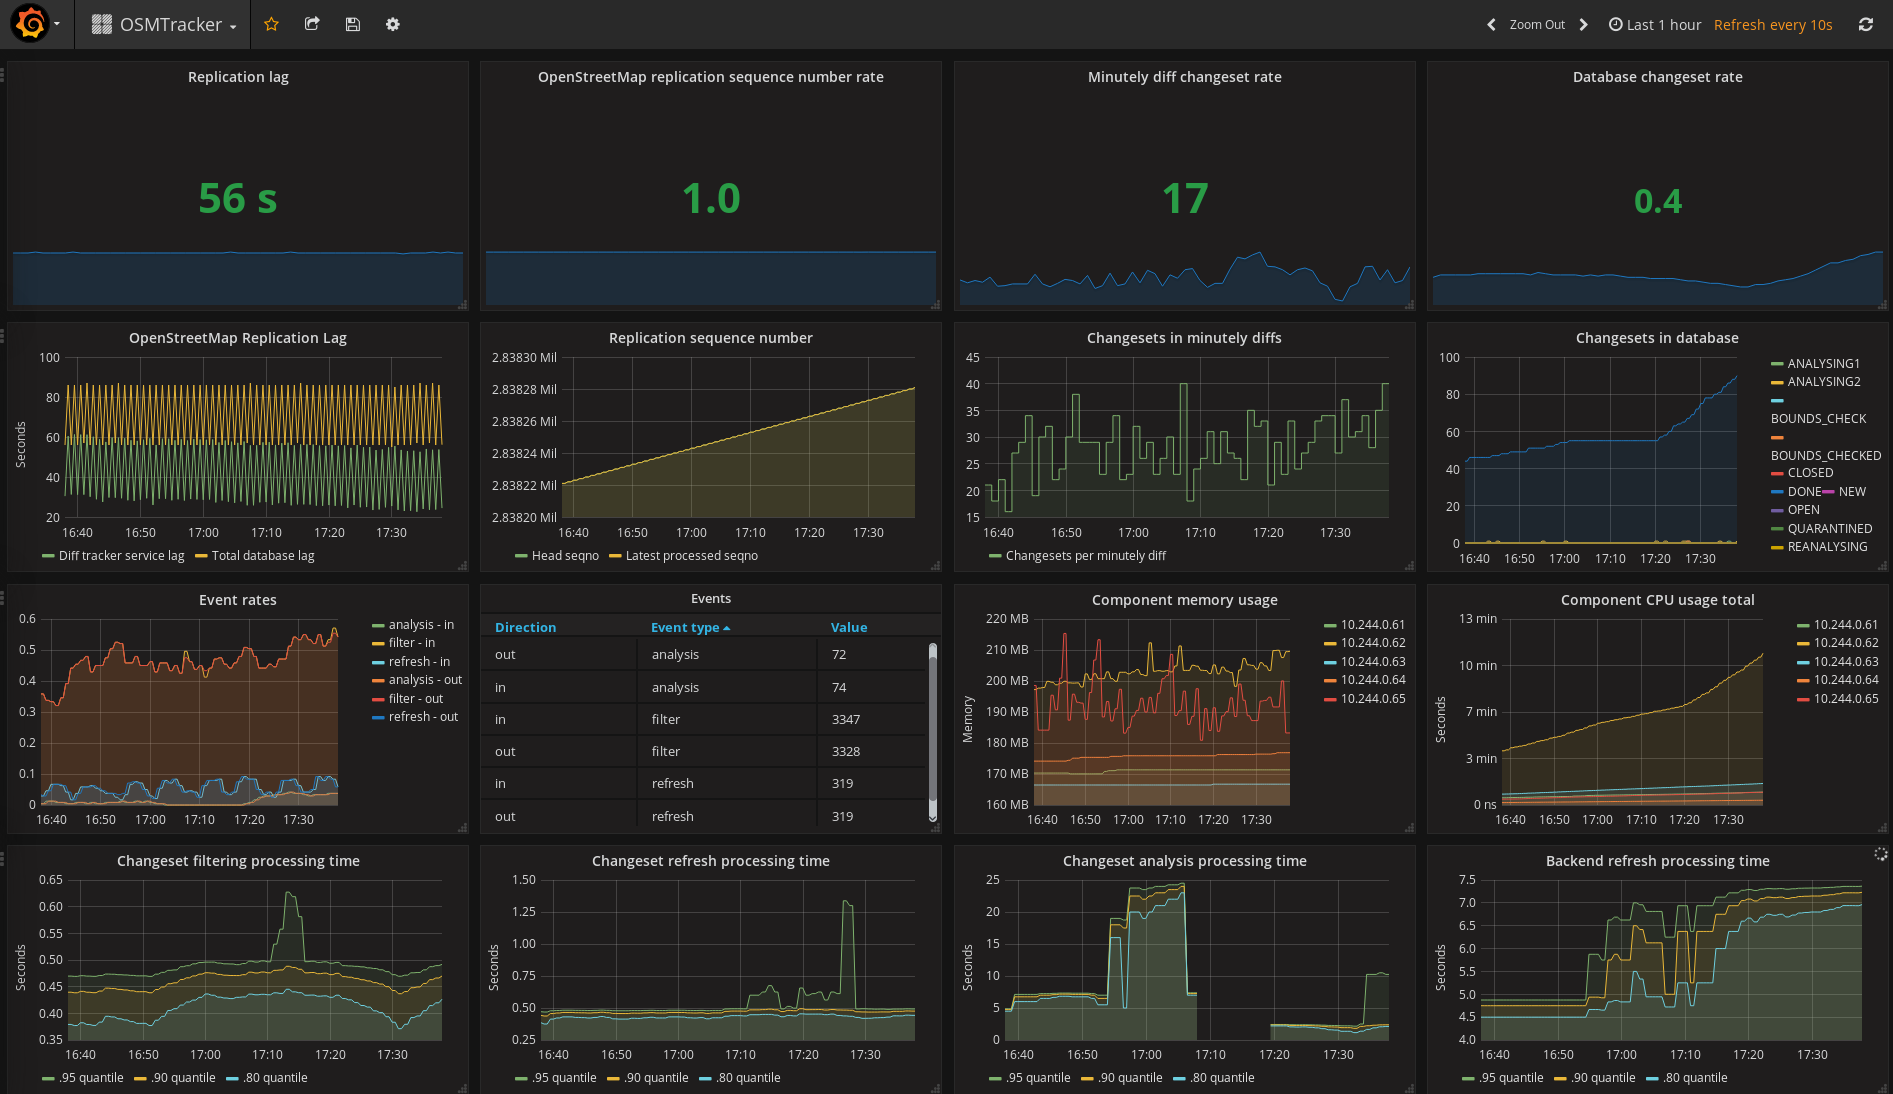 OSMTracker
Zoom Out
Last 1 hour
Refresh every 10s
Replication lag
56 s
OpenStreetMap replication sequence number rate
1.0
Minutely diff changeset rate
17
Database changeset rate
0.4
OpenStreetMap Replication Lag
Seconds
100
80
60
40
20
16:40 16:50 17:00 17:10 17:20 17:30
Diff tracker service lag Total database lag
Replication sequence number
2.83830 Mil
2.83828 Mil
2.83826 Mil
2.83824 Mil
2.83822 Mil
2.83820 Mil
16:40 16:50 17:00 17:10 17:20 17:30
Head seqno Latest processed seqno
Changesets in minutely diffs
45
40
35
30
25
20
15
16:40 16:50 17:00 17:10 17:20 17:30
Changesets per minutely diff
Changesets in database
100
80
60
40
20
0
16:40 16:50 17:00 17:10 17:20 17:30
ANALYSING1
ANALYSING2
BOUNDS_CHECK
BOUNDS_CHECKED
CLOSED
DONE NEW
OPEN
QUARANTINED
REANALYSING
Event rates
0.6
0.5
0.4
0.3
0.2
0.1
0
16:40 16:50 17:00 17:10 17:20 17:30
analysis - in
filter - in
refresh - in
analysis - out
filter - out
refresh - out
Events
Direction Event type Value
out analysis 72
in analysis 74
in filter 3347
out filter 3328
in refresh 319
out refresh 319
Component memory usage
Memory
220 MB
210 MB
200 MB
190 MB
180 MB
170 MB
160 MB
16:40 16:50 17:00 17:10 17:20 17:30
10.244.0.61
10.244.0.62
10.244.0.63
10.244.0.64
10.244.0.65
Component CPU usage total
Seconds
13 min
10 min
7 min
3 min
0 ns
16:40 16:50 17:00 17:10 17:20 17:30
10.244.0.61
10.244.0.62
10.244.0.63
10.244.0.64
10.244.0.65
Changeset filtering processing time
Seconds
0.65
0.60
0.55
0.50
0.45
0.40
0.35
16:40 16:50 17:00 17:10 17:20 17:30
.95 quantile .90 quantile .80 quantile
Changeset refresh processing time
Seconds
1.50
1.25
1.00
0.75
0.50
0.25
16:40 16:50 17:00 17:10 17:20 17:30
.95 quantile .90 quantile .80 quantile
Changeset analysis processing time
Seconds
25
20
15
10
5
0
16:40 16:50 17:00 17:10 17:20 17:30
.95 quantile .90 quantile .80 quantile
Backend refresh processing time
Seconds
7.5
7.0
6.5
6.0
5.5
5.0
4.5
4.0
16:40 16:50 17:00 17:10 17:20 17:30
.95 quantile .90 quantile .80 quantile